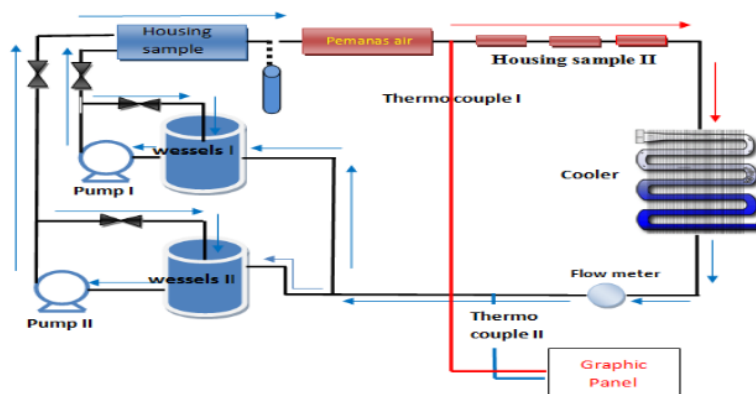 Housing
sample
Pemanas air
Housing sample II
Thermo couple I
wessels I
Pump I
Cooler
wessels II
Pump II
Flow meter
Thermo
couple II
Graphic
Panel